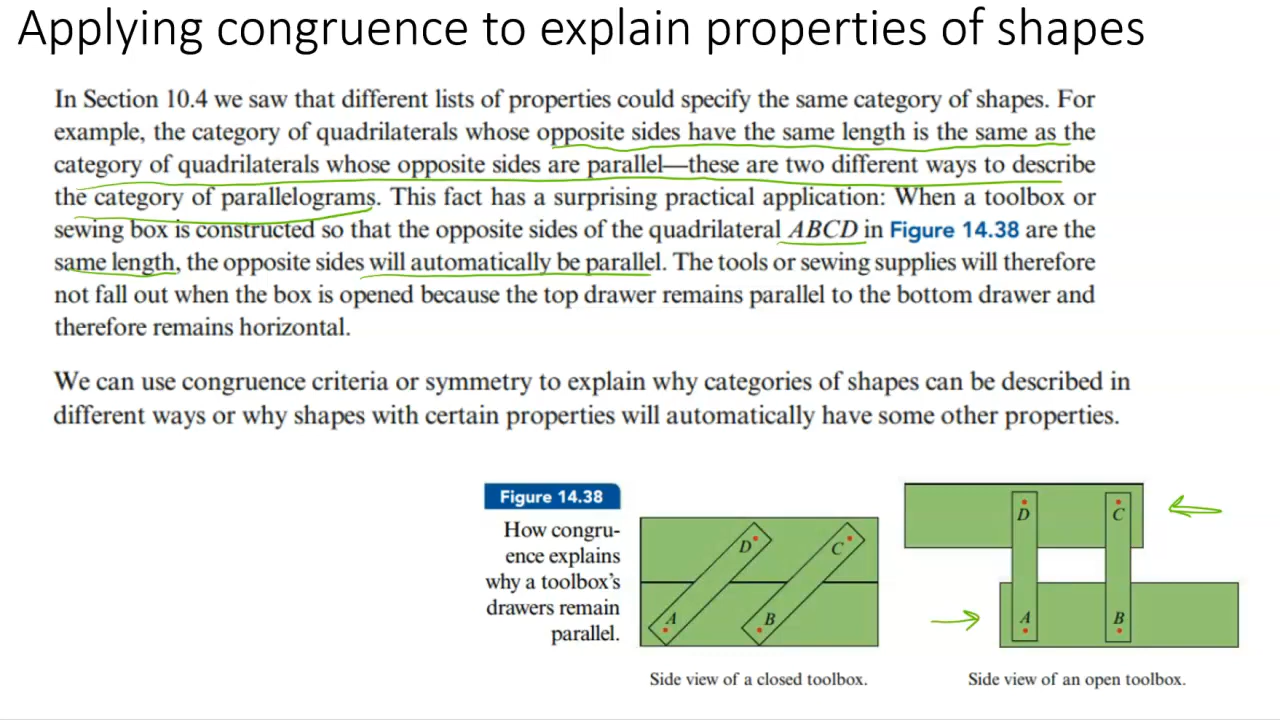 Applying congruence to explain properties of shapes
In Section 10.4 we saw that different lists of properties could specify the same category of shapes. For
example, the category of quadrilaterals whose opposite sides have the same length is the same as the
category of quadrilaterals whose opposite sides are parallel—these are two different ways to describe
the category of parallelograms. This fact has a surprising practical application: When a toolbox or
sewing box is constructed so that the opposite sides of the quadrilateral ABCD in Figure 14.38 are the
same length, the opposite sides will automatically be parallel. The tools or sewing supplies will therefore
not fall out when the box is opened because the top drawer remains parallel to the bottom drawer and
therefore remains horizontal.
We can use congruence criteria or symmetry to explain why categories of shapes can be described in
different ways or why shapes with certain properties will automatically have some other properties.
Figure 14.38
How congru-
ence explains
why a toolbox's
drawers remain
parallel.
D C
A B
Side view of a closed toolbox.
D C
A B
Side view of an open toolbox.